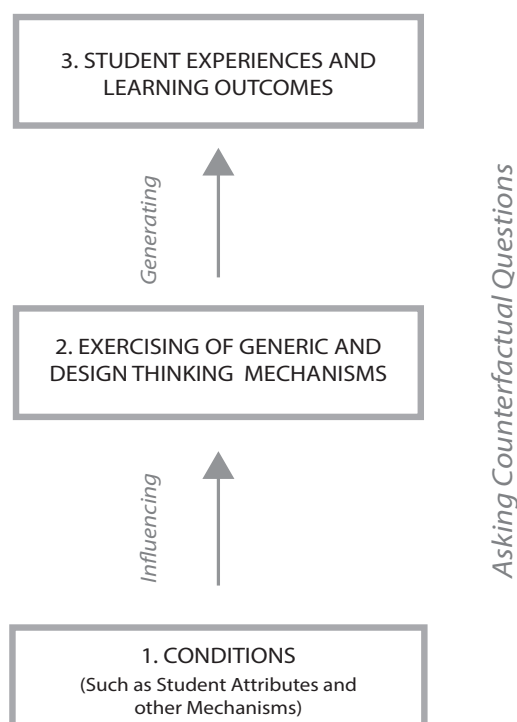 3. STUDENT EXPERIENCES AND
LEARNING OUTCOMES
Generating
2. EXERCISING OF GENERIC AND
DESIGN THINKING MECHANISMS
Influencing
1. CONDITIONS
(Such as Student Attributes and
other Mechanisms)
Asking Counterfactual Questions